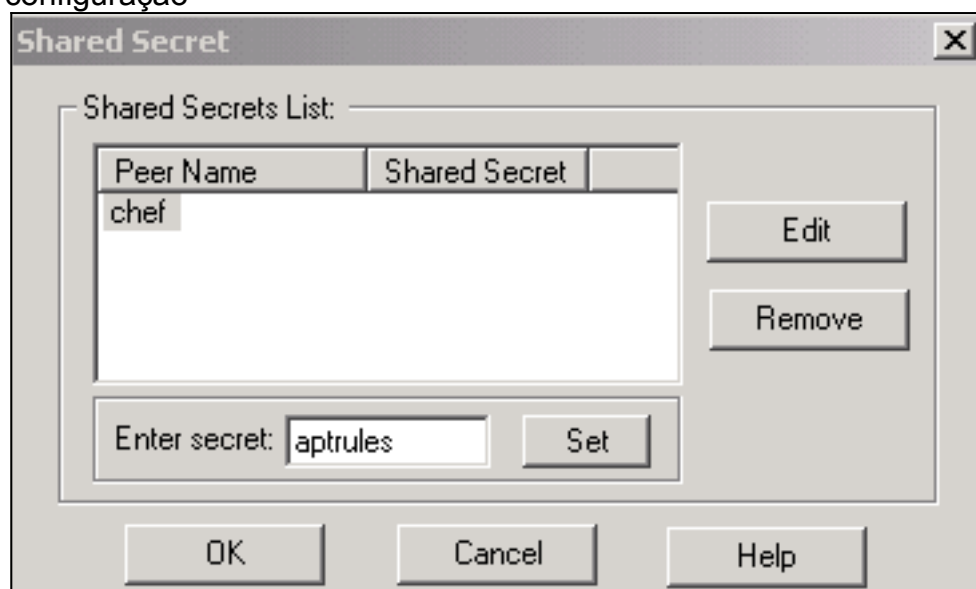 configuração
Shared Secret
Shared Secrets List:
Peer Name Shared Secret
chef
Edit
Remove
Enter secret: aptrules Set
OK Cancel Help